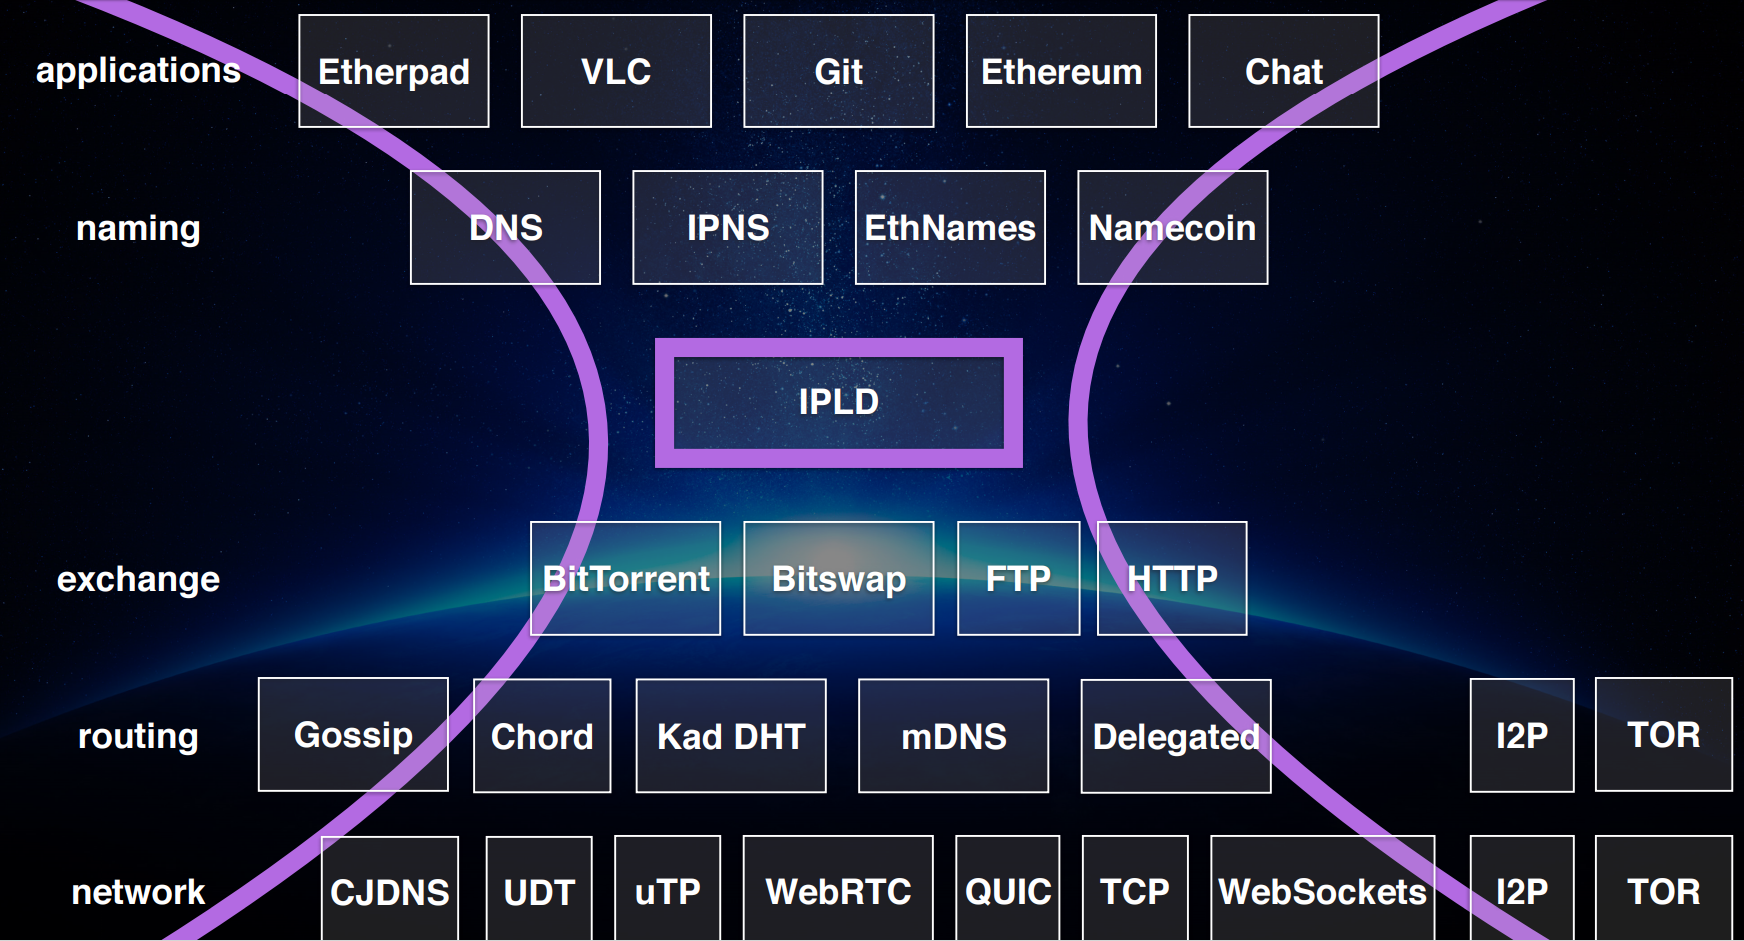 applications Etherpad VLC Git Ethereum Chat
naming DNS IPNS EthNames Namecoin
IPLD
exchange BitTorrent Bitswap FTP HTTP
routing Gossip Chord Kad DHT mDNS Delegated I2P TOR
network CJDNS UDT uTP WebRTC QUIC TCP WebSockets I2P TOR